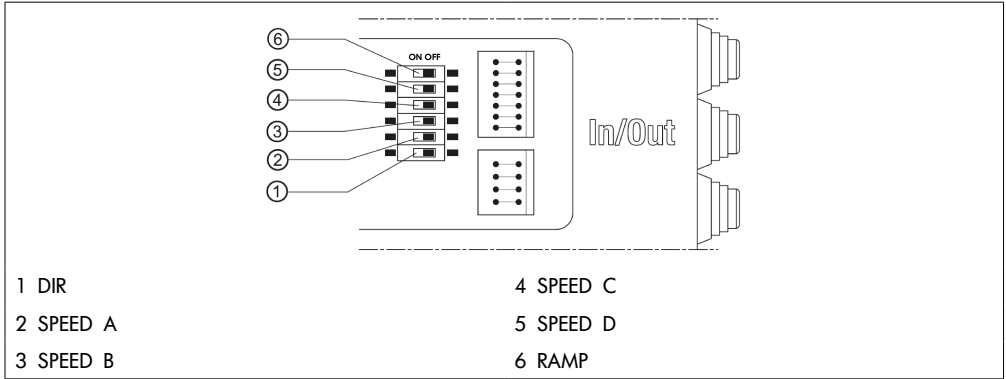 6
ON OFF
5
4
3
In/Out
2
1
1 DIR
2 SPEED A
3 SPEED B
4 SPEED C
5 SPEED D
6 RAMP